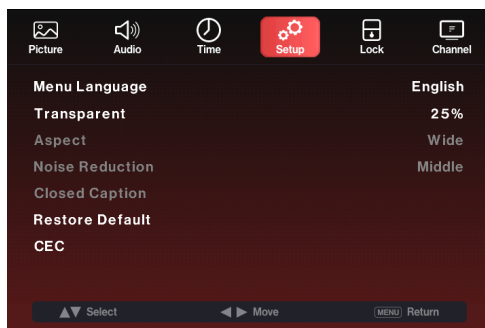 Picture Audio Time Setup Lock Channel
Menu Language English
Transparent 25%
Aspect Wide
Noise Reduction Middle
Closed Caption
Restore Default
CEC
Select Move MENU Return